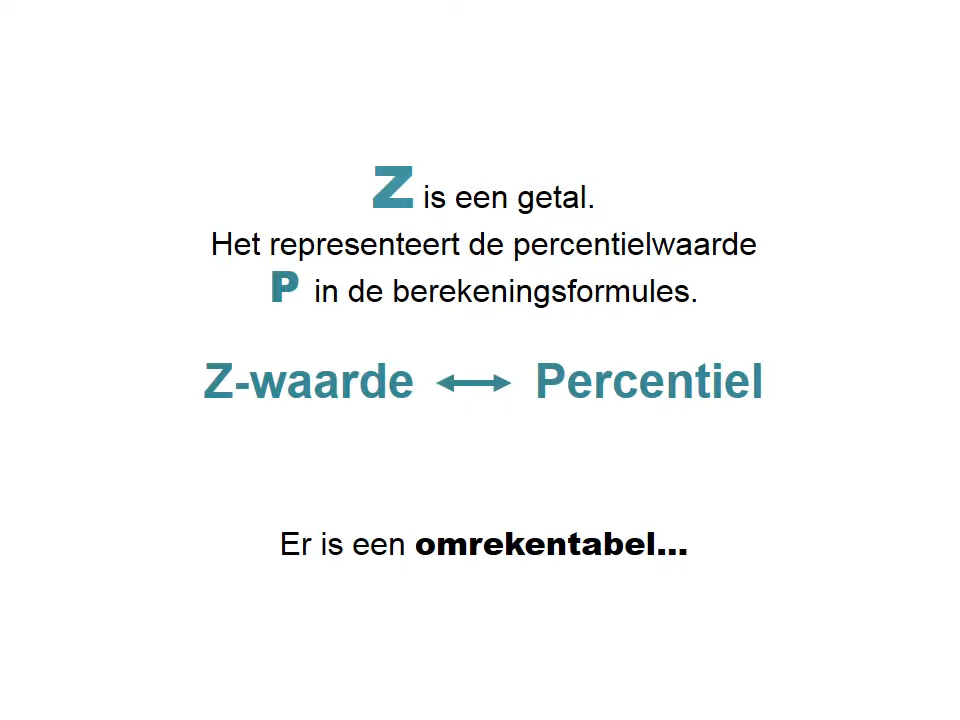 Z is een getal.
Het representeert de percentielwaarde
P in de berekeningsformules.
Z-waarde ↔ Percentiel
Er is een omrekentabel...